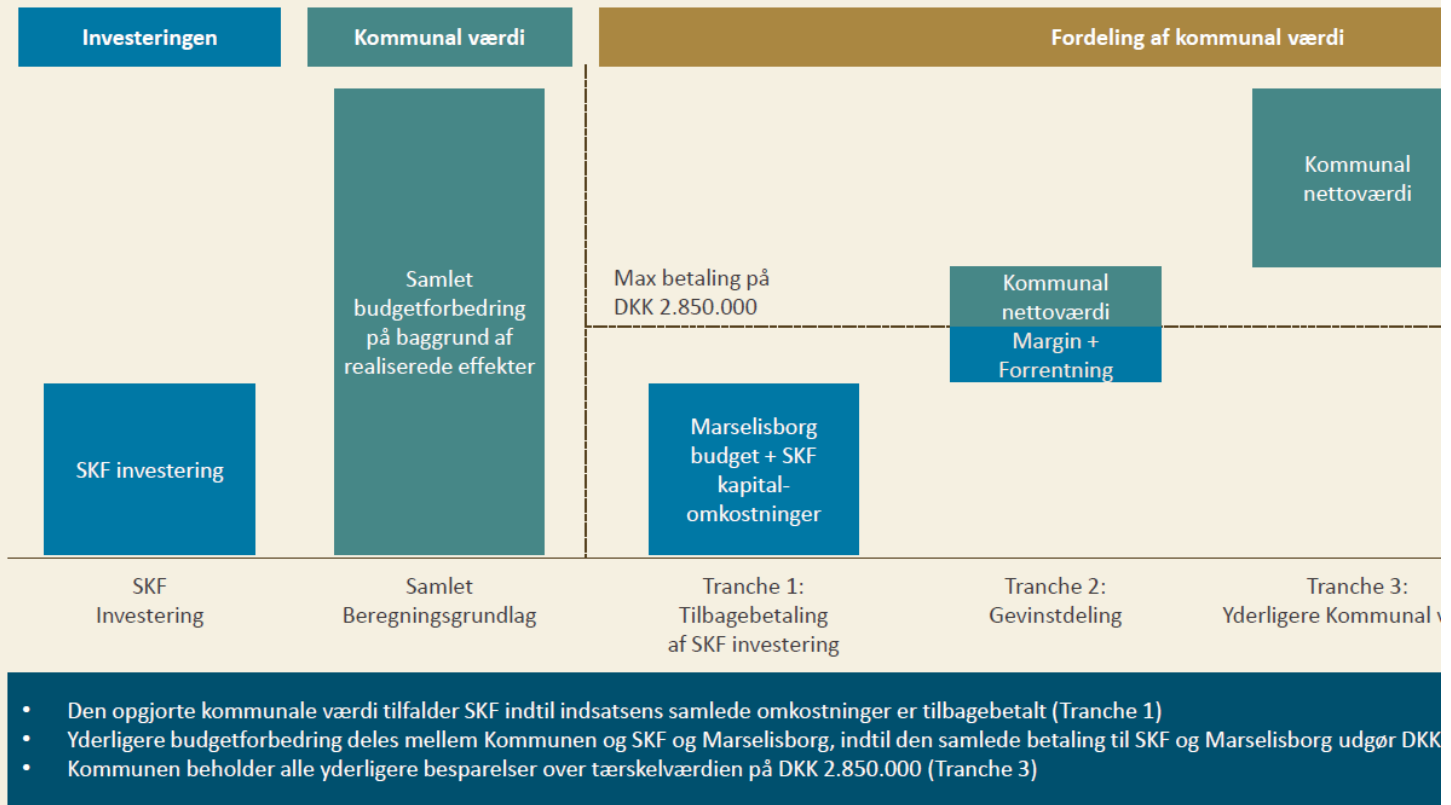 Investeringen
Kommunal værdi
Fordeling af kommunal værdi
Kommunal
nettoværdi
Samlet
budgetforbedring
på baggrund af
realiserede effekter
Max betaling på
DKK 2.850.000
Kommunal
nettoværdi
Margin +
Forrentning
SKF investering
Marselisborg
budget + SKF
kapital-
omkostninger
SKF
Investering
Samlet
Beregningsgrundlag
Tranche 1:
Tilbagebetaling
af SKF investering
Tranche 2:
Gevinstdeling
Tranche 3:
Yderligere Kommunal v
• Den opgjorte kommunale værdi tilfalder SKF indtil indsatsens samlede omkostninger er tilbagebetalt (Tranche 1)
• Yderligere budgetforbedring deles mellem Kommunen og SKF og Marselisborg, indtil den samlede betaling til SKF og Marselisborg udgør DKK
• Kommunen beholder alle yderligere besparelser over tærskelværdien på DKK 2.850.000 (Tranche 3)